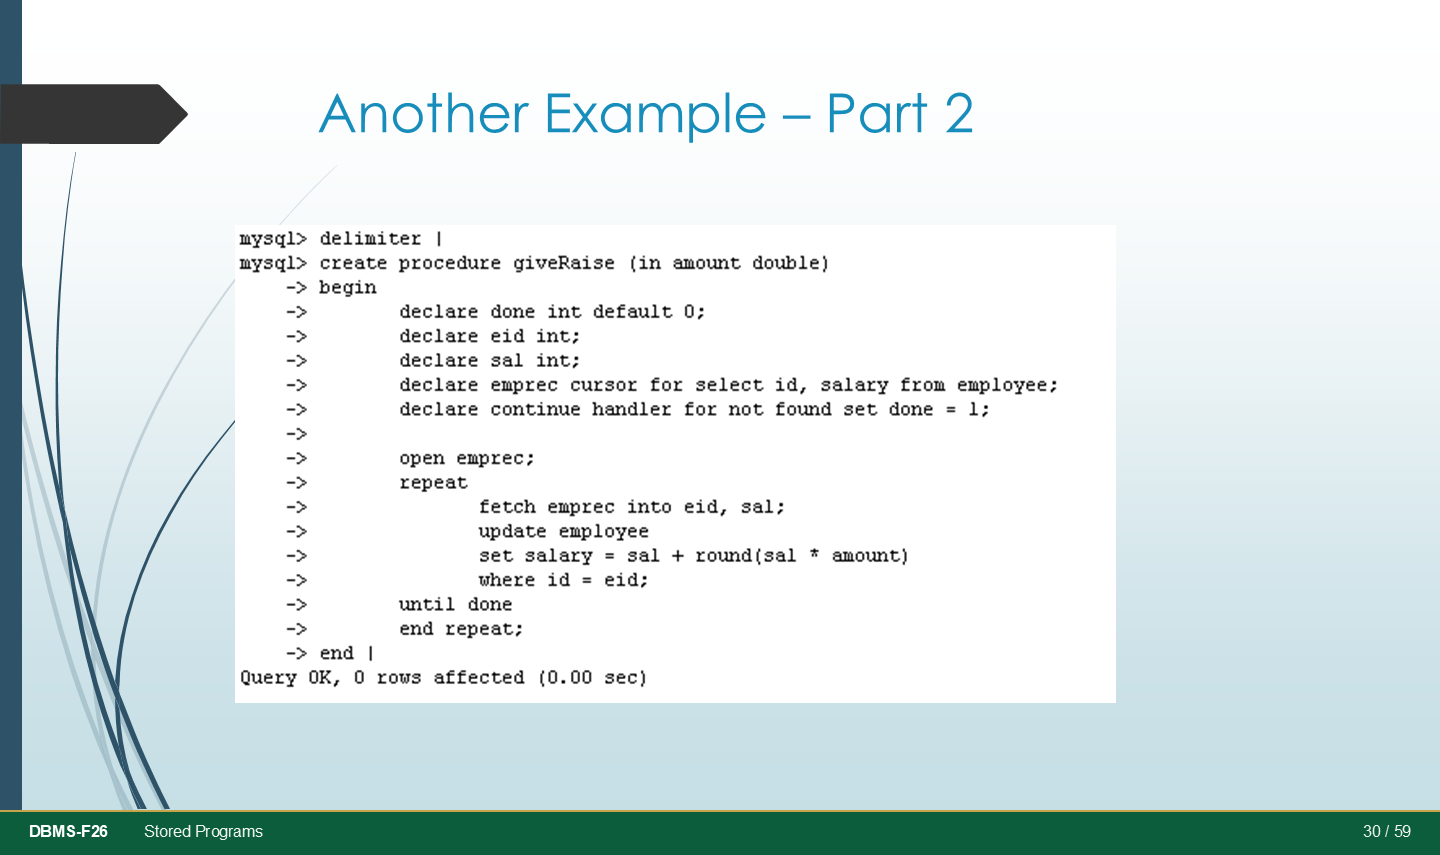 Another Example – Part 2
mysql> delimiter |
mysql> create procedure giveRaise (in amount double)
-> begin
-> declare done int default 0;
-> declare eid int;
-> declare sal int;
-> declare emprec cursor for select id, salary from employee;
-> declare continue handler for not found set done = 1;
->
-> open emprec;
-> repeat
-> fetch emprec into eid, sal;
-> update employee
-> set salary = sal + round(sal * amount)
-> where id = eid;
-> until done
-> end repeat;
-> end |
Query OK, 0 rows affected (0.00 sec)
DBMS-F26 Stored Programs 30 / 59